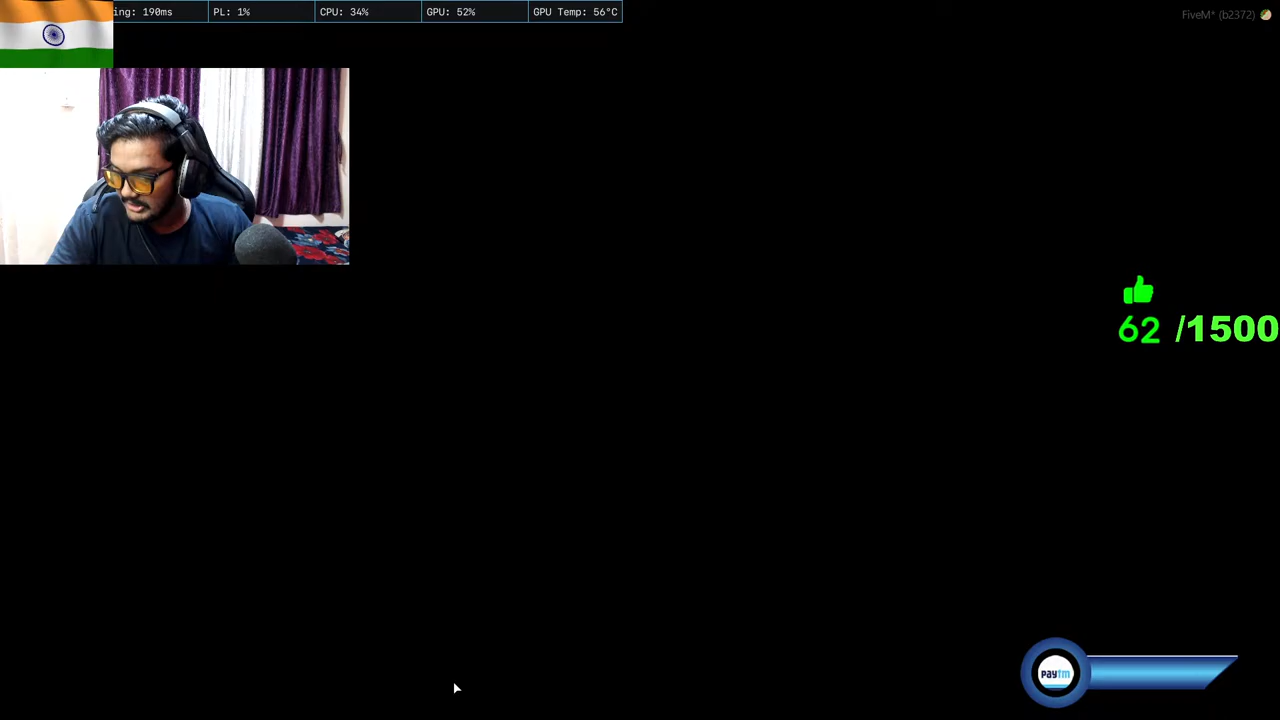 ing: 190ms PL: 1% CPU: 34% GPU: 52% GPU Temp: 56°C
FiveM* (b2372)
62 /1500
paytm